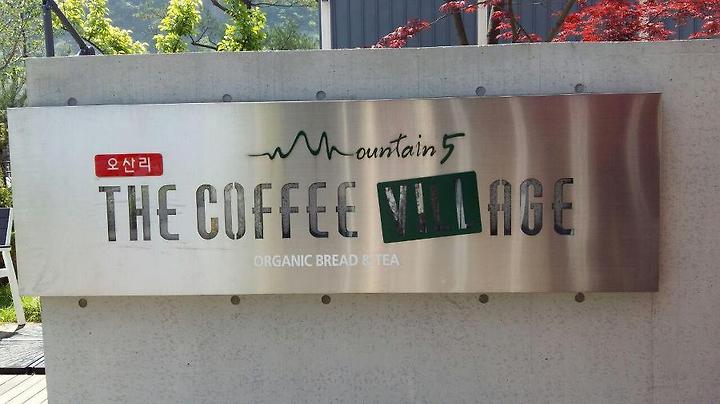 Mountain5
오산리
THE COFFEE VILLAGE
ORGANIC BREAD & TEA